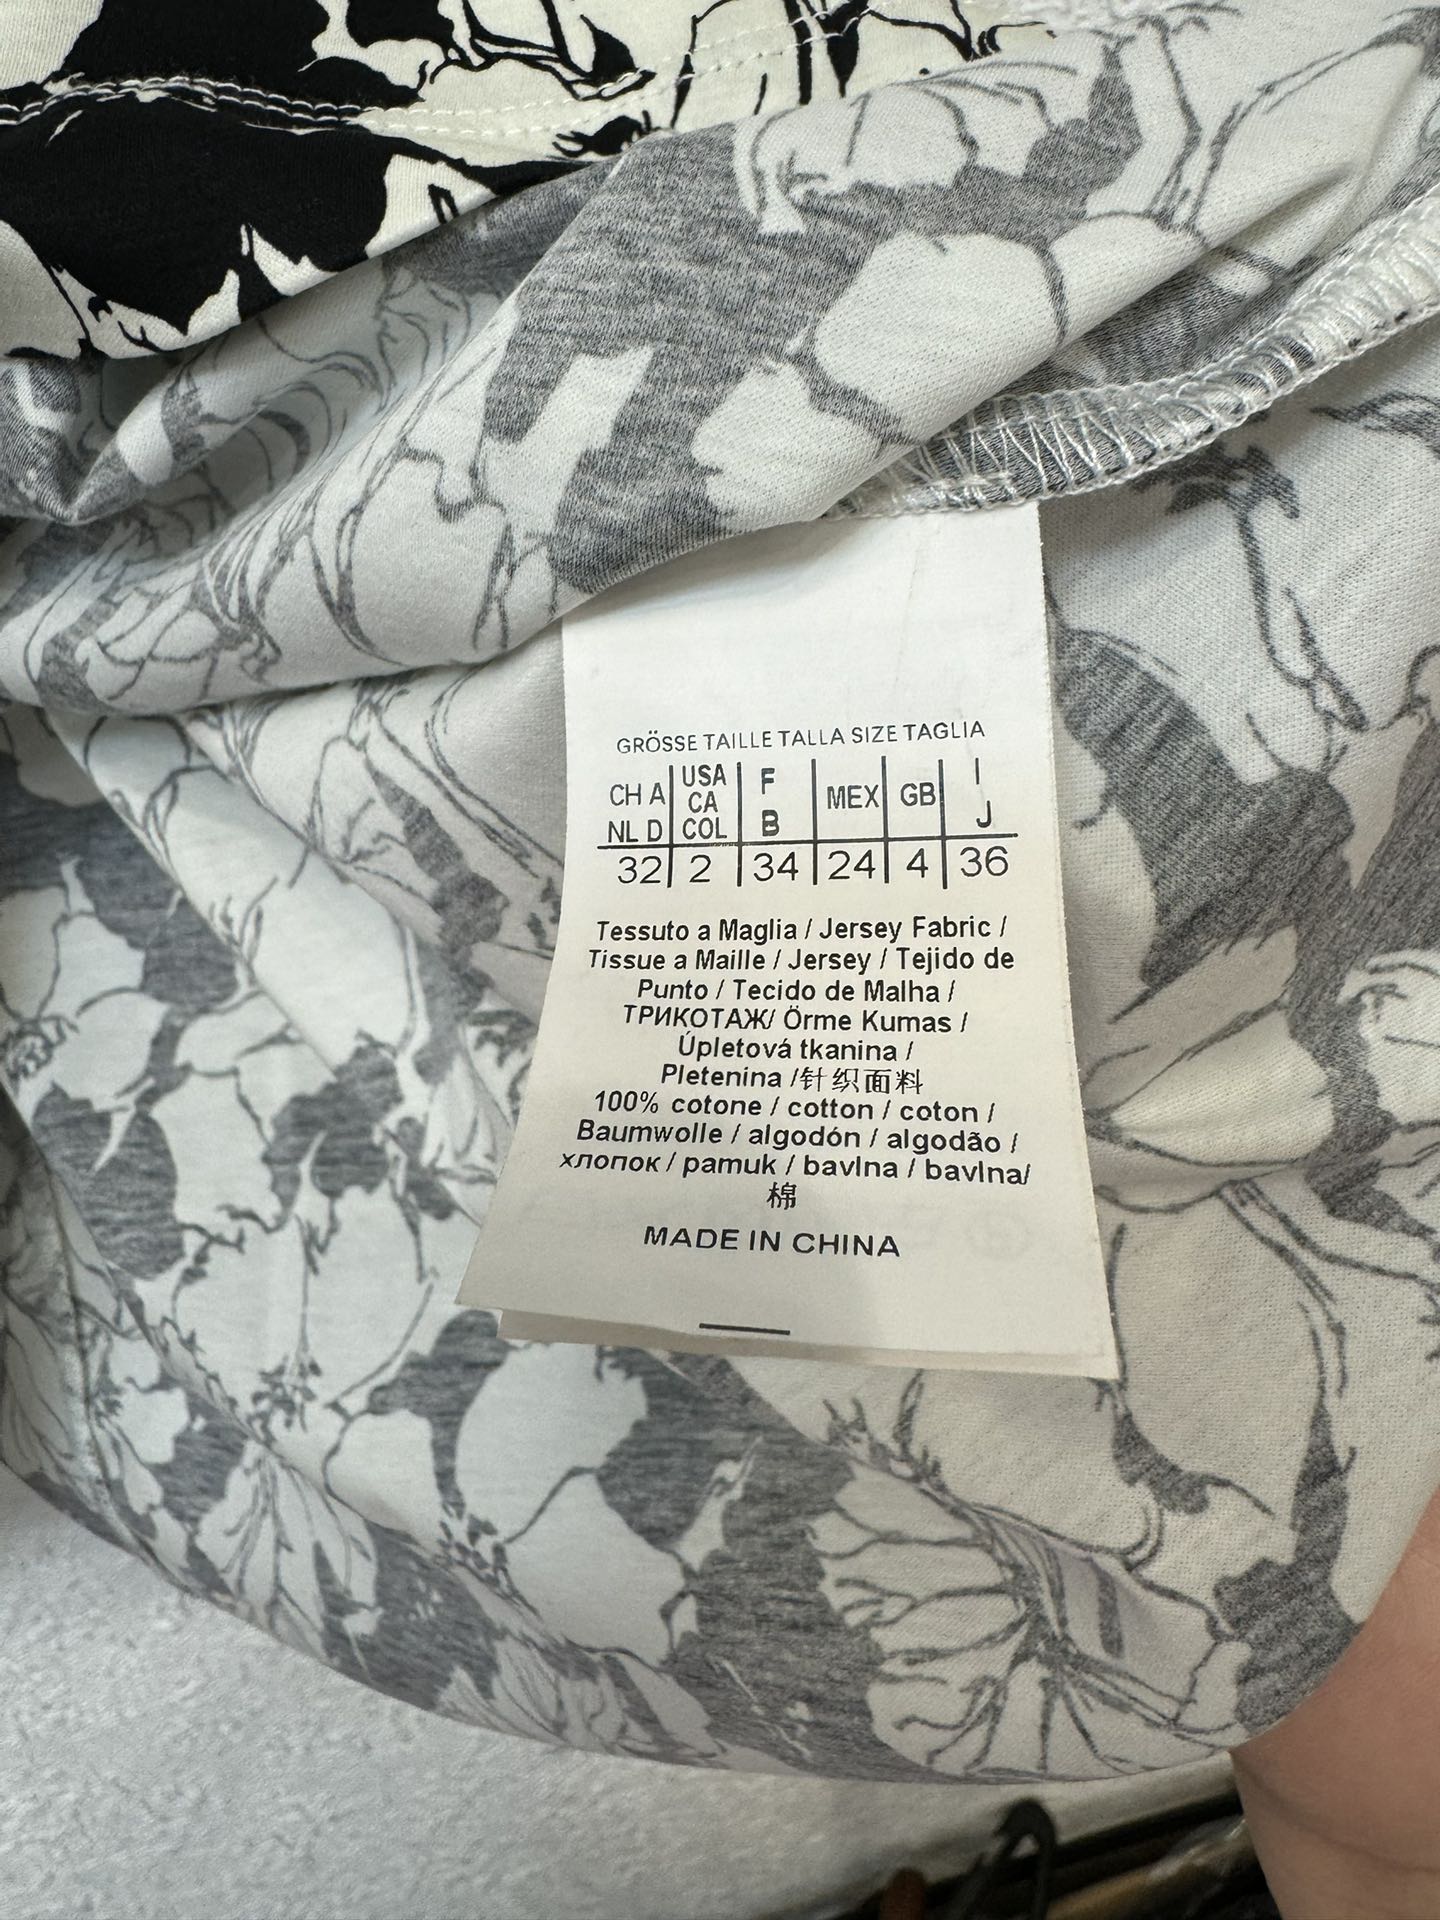 GRÖSSE TAILLE TALLA SIZE TAGLIA
CH A | USA | F | MEX | GB | I
NL D | CA | B | J
COL
32 | 2 | 34 | 24 | 4 | 36
Tessuto a Maglia / Jersey Fabric /
Tissue a Maille / Jersey / Tejido de
Punto / Tecido de Malha /
ТРИКОТАЖ/ Örme Kumas /
Úpletová tkanina /
Pletenina /针织面料
100% cotone / cotton / coton /
Baumwolle / algodón / algodão /
хлопок / pamuk / bavlna / bavlna/
棉
MADE IN CHINA